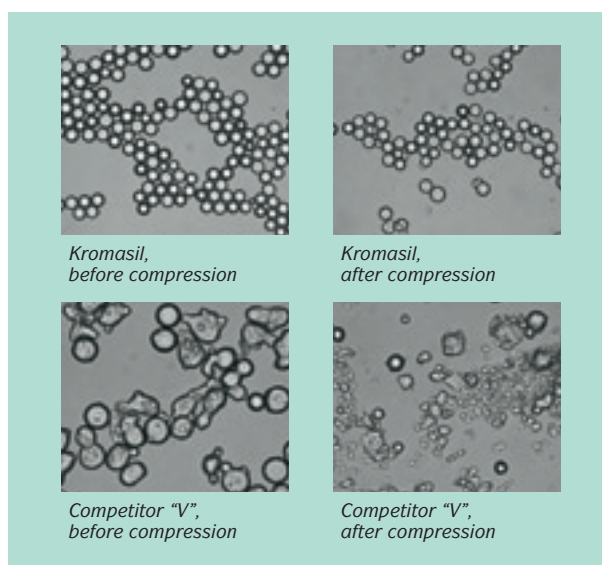 Kromasil,
before compression
Kromasil,
after compression
Competitor “V”,
before compression
Competitor “V”,
after compression